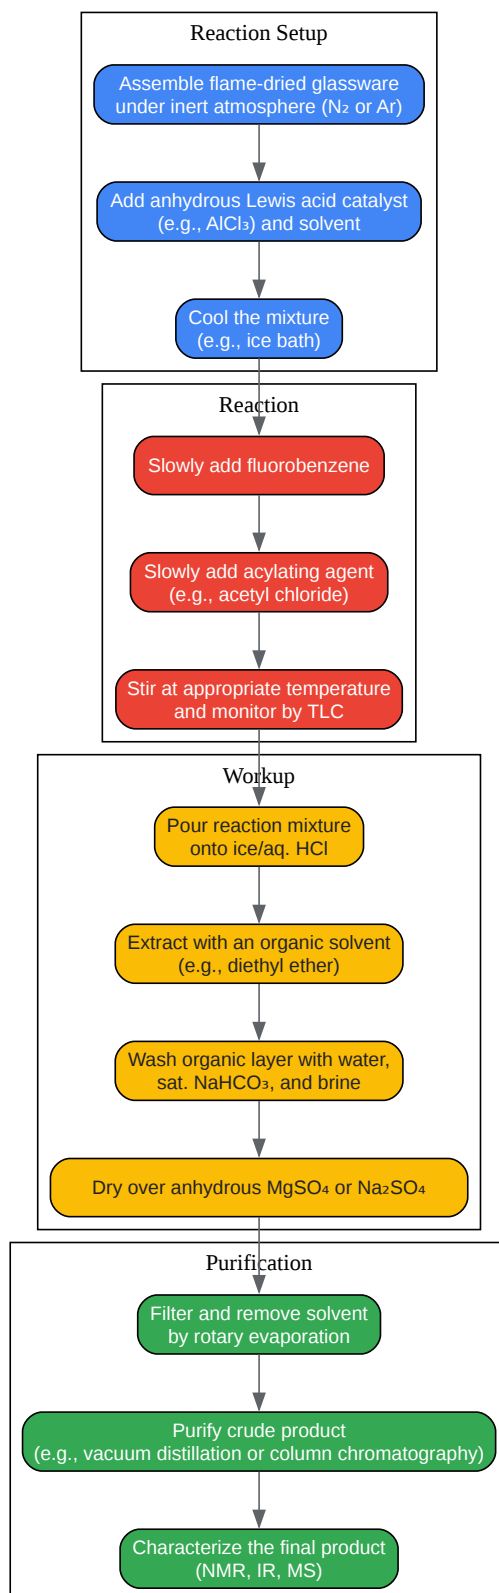 Reaction Setup
Assemble flame-dried glassware
under inert atmosphere (N₂ or Ar)
Add anhydrous Lewis acid catalyst
(e.g., AlCl₃) and solvent
Cool the mixture
(e.g., ice bath)
Reaction
Slowly add fluorobenzene
Slowly add acylating agent
(e.g., acetyl chloride)
Stir at appropriate temperature
and monitor by TLC
Workup
Pour reaction mixture
onto ice/aq. HCl
Extract with an organic solvent
(e.g., diethyl ether)
Wash organic layer with water,
sat. NaHCO₃, and brine
Dry over anhydrous MgSO₄ or Na₂SO₄
Purification
Filter and remove solvent
by rotary evaporation
Purify crude product
(e.g., vacuum distillation or column chromatography)
Characterize the final product
(NMR, IR, MS)